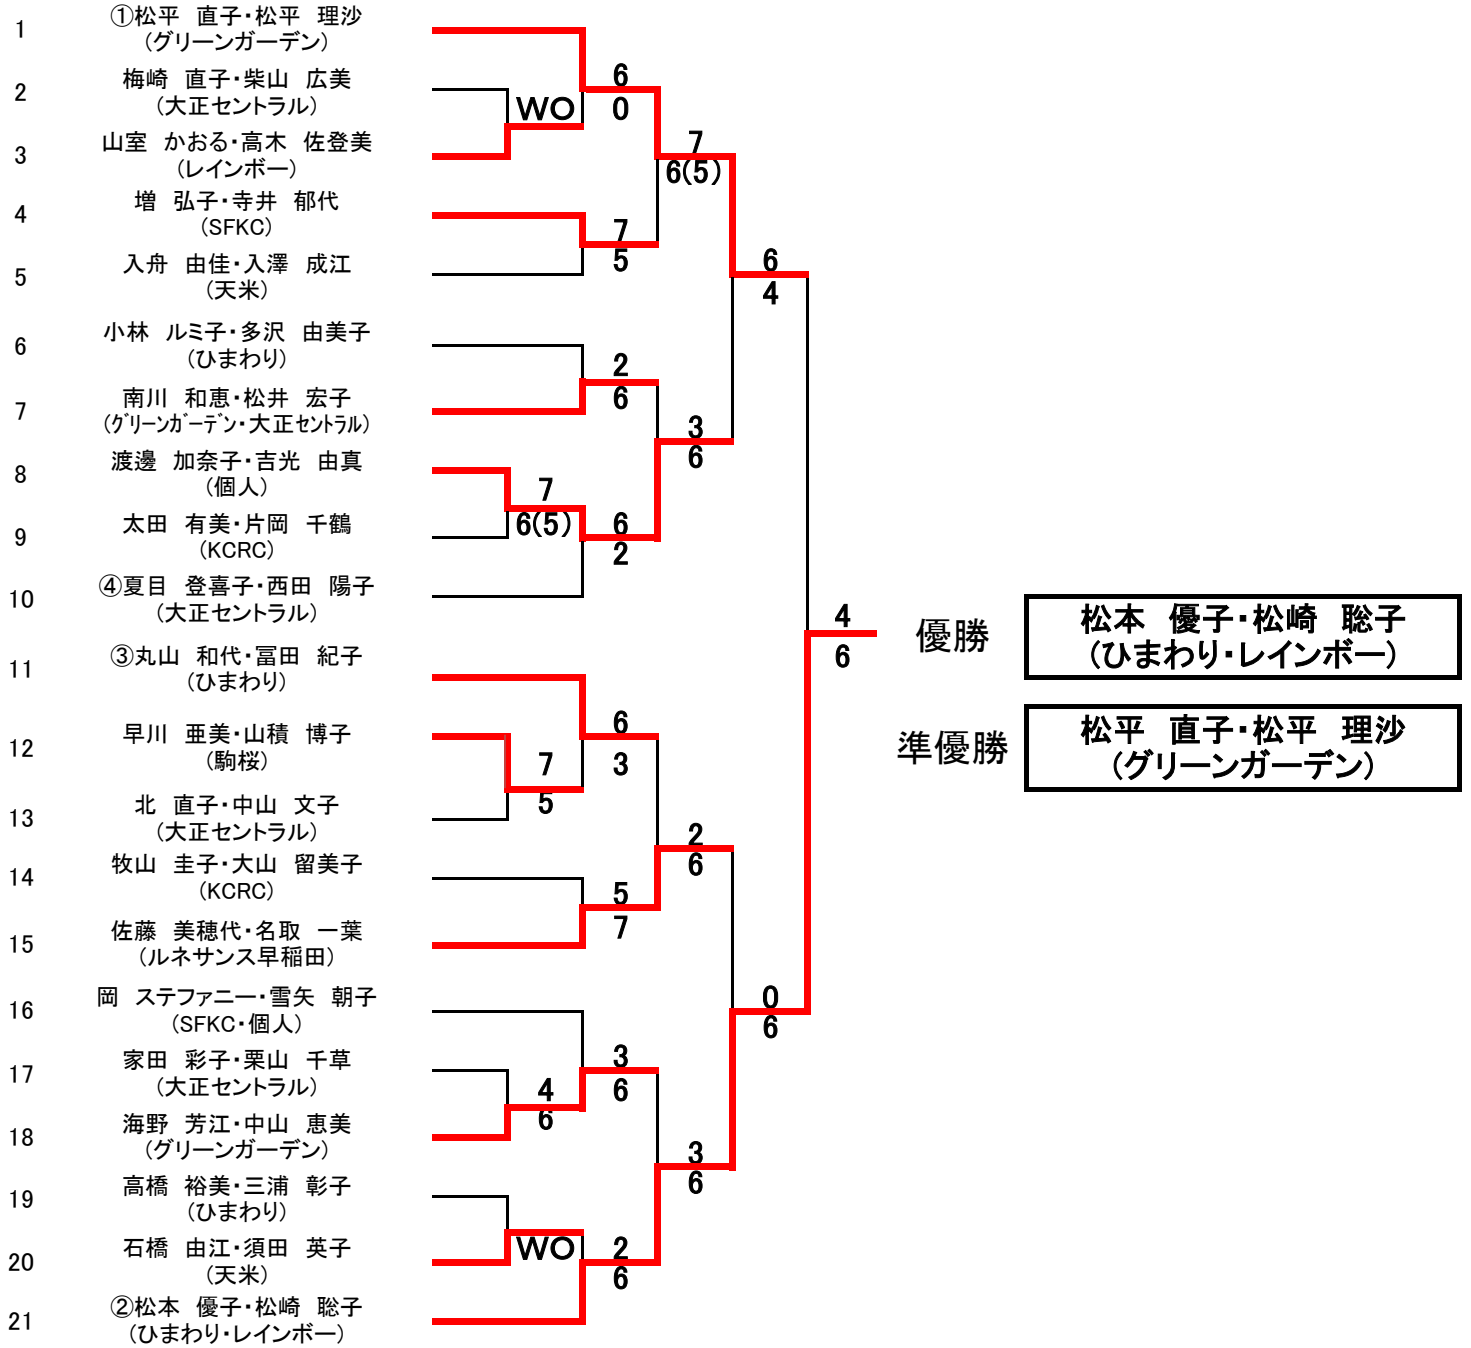 1
①松平　直子・松平　理沙
(グリーンガーデン)
2
梅崎　直子・柴山　広美
(大正セントラル)
3
山室　かおる・高木　佐登美
(レインボー)
4
増　弘子・寺井　郁代
(SFKC)
5
入舟　由佳・入澤　成江
(天米)
6
小林　ルミ子・多沢　由美子
(ひまわり)
7
南川　和恵・松井　宏子
(グリーンガーデン・大正セントラル)
8
渡邊　加奈子・吉光　由真
(個人)
9
太田　有美・片岡　千鶴
(KCRC)
10
④夏目　登喜子・西田　陽子
(大正セントラル)
11
③丸山　和代・冨田　紀子
(ひまわり)
12
早川　亜美・山積　博子
(駒桜)
13
北　直子・中山　文子
(大正セントラル)
14
牧山　圭子・大山　留美子
(KCRC)
15
佐藤　美穂代・名取　一葉
(ルネサンス早稲田)
16
岡　ステファニー・雪矢　朝子
(SFKC・個人)
17
家田　彩子・栗山　千草
(大正セントラル)
18
海野　芳江・中山　恵美
(グリーンガーデン)
19
高橋　裕美・三浦　彰子
(ひまわり)
20
石橋　由江・須田　英子
(天米)
21
②松本　優子・松崎　聡子
(ひまわり・レインボー)
WO
7
6(5)
7
5
4
6
WO
6
0
7
5
2
6
6
2
6
3
5
7
3
6
2
6
7
6(5)
3
6
2
6
3
6
6
4
0
6
4
6
優勝
松本　優子・松崎　聡子
(ひまわり・レインボー)
準優勝
松平　直子・松平　理沙
(グリーンガーデン)